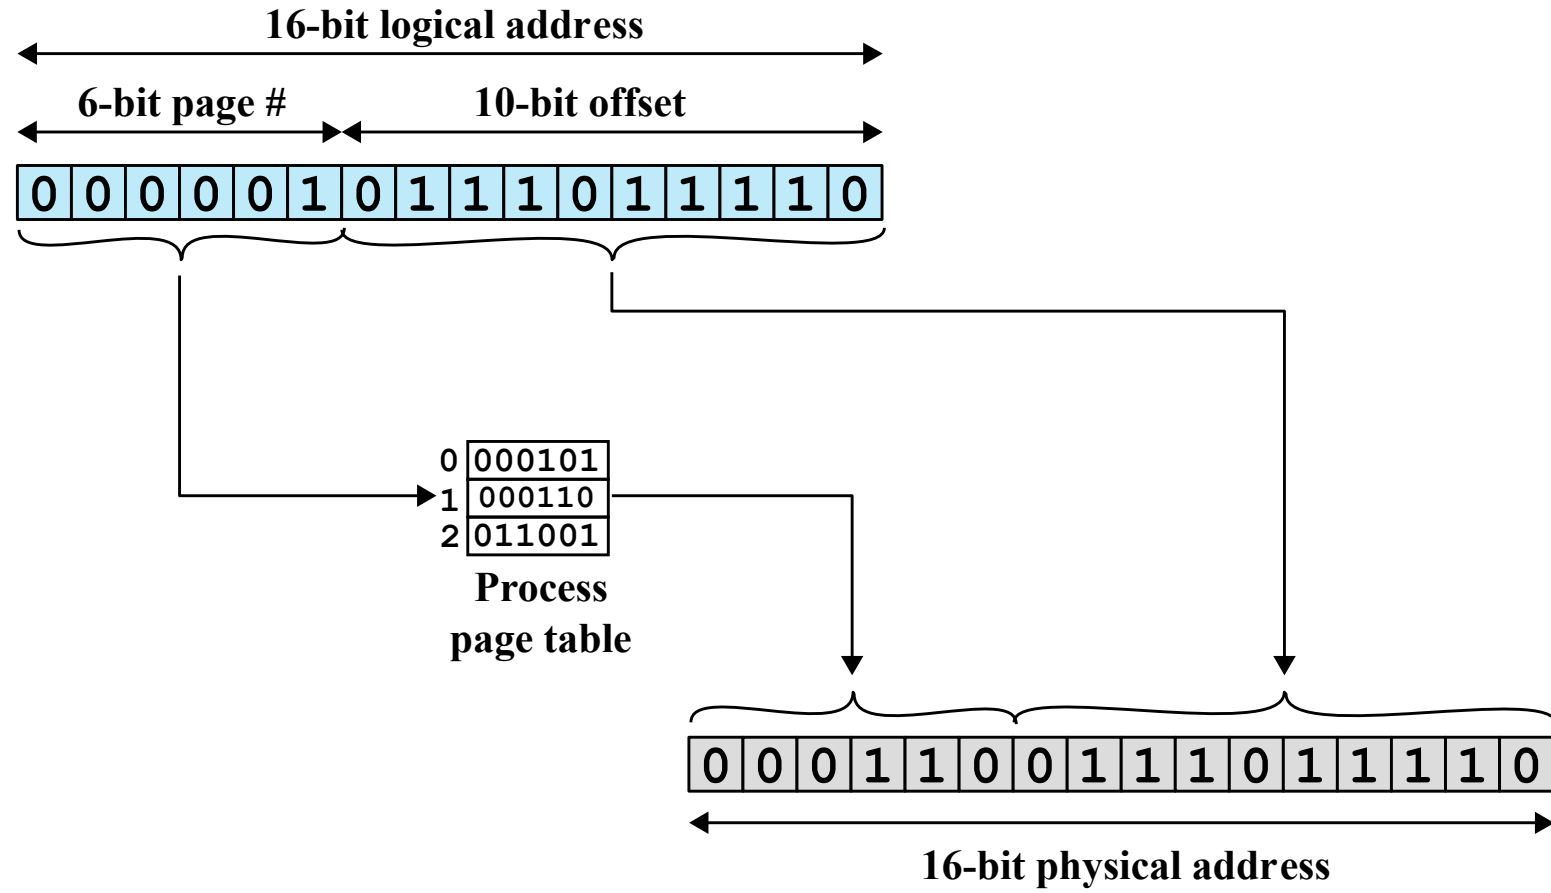 16-bit logical address
6-bit page # 10-bit offset
0 0 0 0 0 1 0 1 1 1 0 1 1 1 1 0
0 000101
1 000110
2 011001
Process
page table
0 0 0 1 1 0 0 1 1 1 0 1 1 1 1 0
16-bit physical address